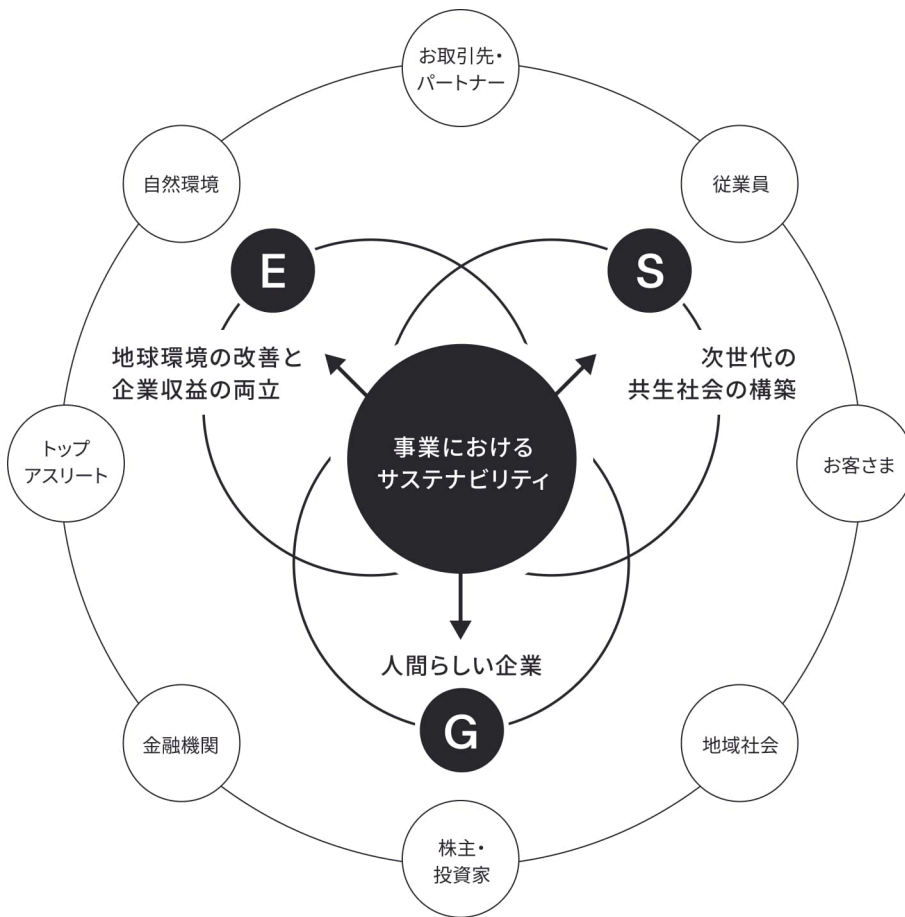 お取引先・
パートナー
自然環境
従業員
E
S
地球環境の改善と
企業収益の両立
次世代の
共生社会の構築
トップ
アスリート
事業における
サステナビリティ
お客さま
人間らしい企業
G
金融機関
地域社会
株主・
投資家